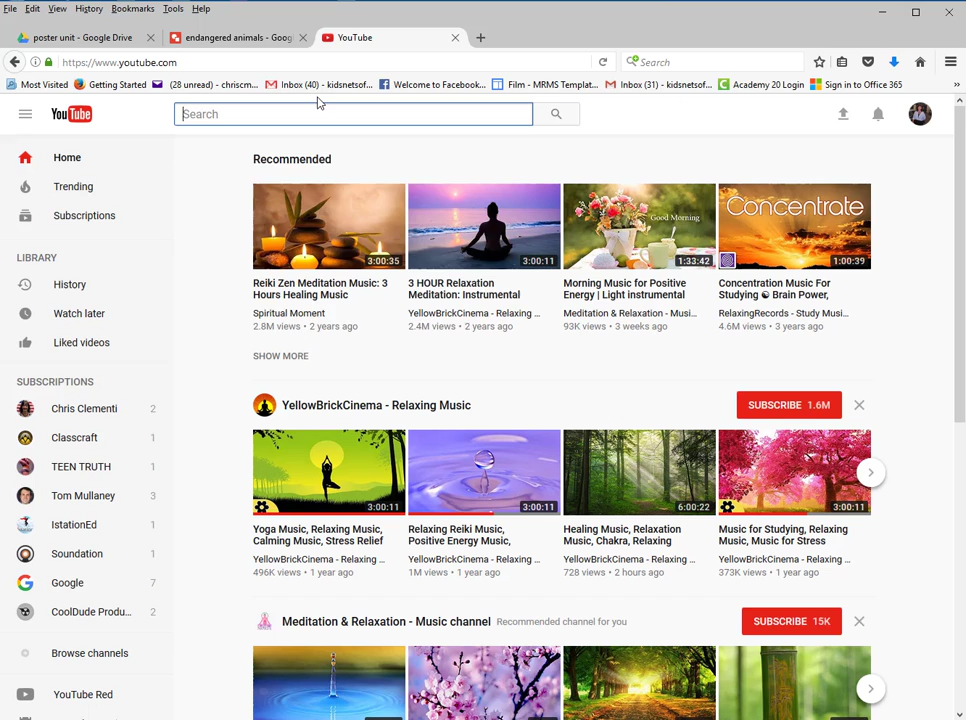 File Edit View History Bookmarks Tools Help
poster unit - Google Drive
endangered animals - Goog
YouTube
https://www.youtube.com
Search
Most Visited
Getting Started
(28 unread) - chriscm...
Inbox (40) - kidsnetsof...
Welcome to Facebook...
Film - MRMS Templat...
Inbox (31) - kidsnetsof...
Academy 20 Login
Sign in to Office 365
YouTube
Search
Home
Trending
Subscriptions
LIBRARY
History
Watch later
Liked videos
SUBSCRIPTIONS
Chris Clementi 2
Classcraft 1
TEEN TRUTH 1
Tom Mullaney 3
IstationEd 1
Soundation 1
Google 7
CoolDude Produ... 2
Browse channels
YouTube Red
Recommended
3:00:35
Reiki Zen Meditation Music: 3
Hours Healing Music
Spiritual Moment
2.8M views • 2 years ago
3:00:11
3 HOUR Relaxation
Meditation: Instrumental
YellowBrickCinema - Relaxing ...
2.4M views • 2 years ago
Good Morning
1:33:42
Morning Music for Positive
Energy | Light instrumental
Meditation & Relaxation - Musi...
93K views • 3 weeks ago
Concentrate
1:00:39
Concentration Music For
Studying ☯ Brain Power,
RelaxingRecords - Study Musi...
4.6M views • 3 years ago
SHOW MORE
YellowBrickCinema - Relaxing Music
SUBSCRIBE 1.6M
3:00:11
Yoga Music, Relaxing Music,
Calming Music, Stress Relief
YellowBrickCinema - Relaxing ...
496K views • 1 year ago
3:00:11
Relaxing Reiki Music,
Positive Energy Music,
YellowBrickCinema - Relaxing ...
1M views • 1 year ago
6:00:22
Healing Music, Relaxation
Music, Chakra, Relaxing
YellowBrickCinema - Relaxing ...
728 views • 2 hours ago
3:00:11
Music for Studying, Relaxing
Music, Music for Stress
YellowBrickCinema - Relaxing ...
373K views • 1 year ago
Meditation & Relaxation - Music channel Recommended channel for you
SUBSCRIBE 15K